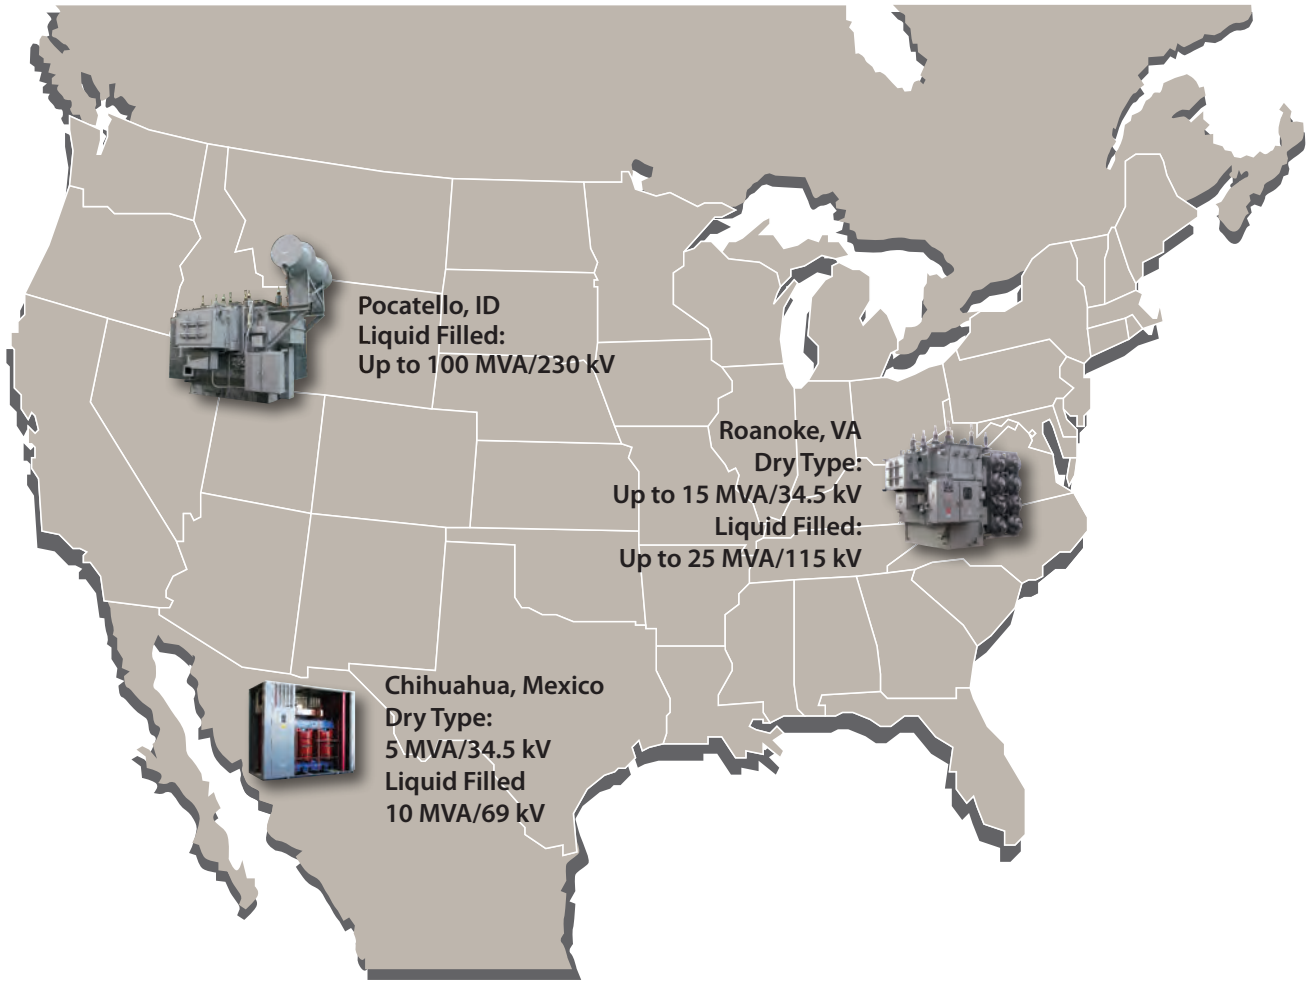 Pocatello, ID
Liquid Filled:
Up to 100 MVA/230 kV
Roanoke, VA
Dry Type:
Up to 15 MVA/34.5 kV
Liquid Filled:
Up to 25 MVA/115 kV
Chihuahua, Mexico
Dry Type:
5 MVA/34.5 kV
Liquid Filled
10 MVA/69 kV